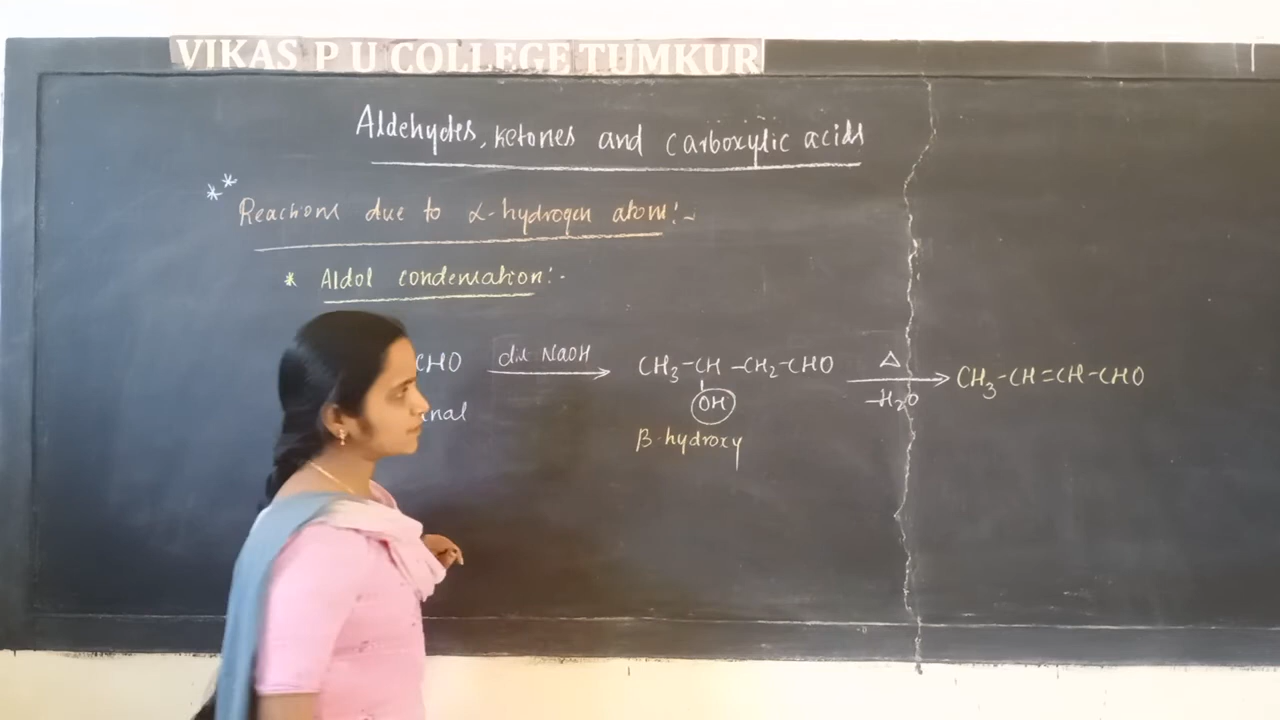 VIKAS P U COLLEGE TUMKUR
Aldehydes, ketones and carboxylic acids
** Reactions due to α-hydrogen atom:-
* Aldol condensation:-
CHO dil NaOH CH₃-CH-CH₂-CHO Δ -H₂O CH₃-CH=CH-CHO
OH
nal
β-hydroxy